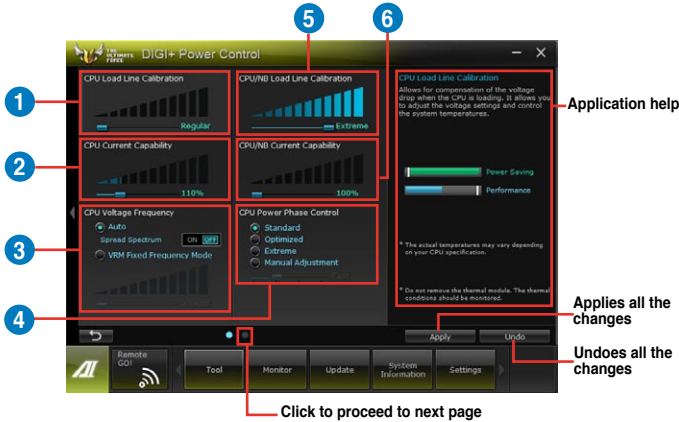 5
6
THE ULTIMATE FORCE
DIGI+ Power Control
1
CPU Load Line Calibration
Regular
CPU/NB Load Line Calibration
Extreme
2
CPU Current Capability
110%
CPU/NB Current Capability
100%
3
CPU Voltage Frequency
Auto
Spread Spectrum
ON OFF
VRM Fixed Frequency Mode
4
CPU Power Phase Control
Standard
Optimized
Extreme
Manual Adjustment
CPU Load Line Calibration
Allows for compensation of the voltage
drop when the CPU is loading. It allows you
to adjust the voltage settings and control
the system temperatures.
Power Saving
Performance
* The actual temperatures may vary depending
on your CPU specification.
* Do not remove the thermal module. The thermal
conditions should be monitored.
Application help
Apply
Undo
Applies all the
changes
Undoes all the
changes
Remote
GO!
Tool
Monitor
Update
System
Information
Settings
Click to proceed to next page